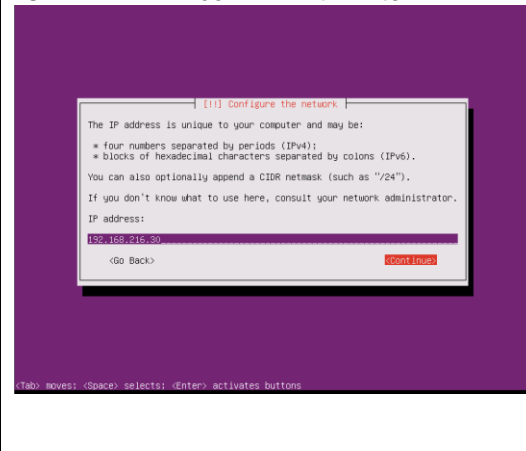 [!!] Configure the network
The IP address is unique to your computer and may be:
* four numbers separated by periods (IPv4);
* blocks of hexadecimal characters separated by colons (IPv6).
You can also optionally append a CIDR netmask (such as "/24").
If you don't know what to use here, consult your network administrator.
IP address:
192.168.216.30
<Go Back> <Continue>
<Tab> moves; <Space> selects; <Enter> activates buttons